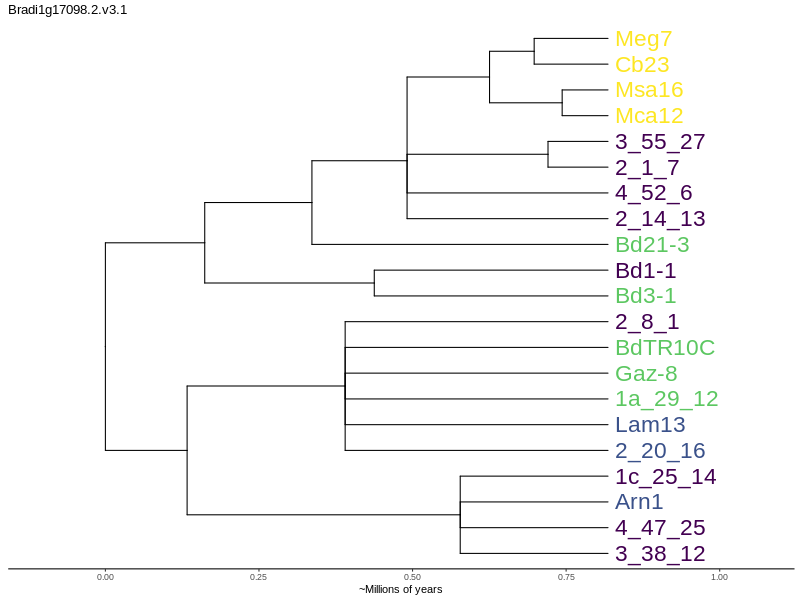 Bradi1g17098.2.v3.1
Meg7
Cb23
Msa16
Mca12
3_55_27
2_1_7
4_52_6
2_14_13
Bd21-3
Bd1-1
Bd3-1
2_8_1
BdTR10C
Gaz-8
1a_29_12
Lam13
2_20_16
1c_25_14
Arn1
4_47_25
3_38_12
0.00 0.25 0.50 0.75 1.00
~Millions of years